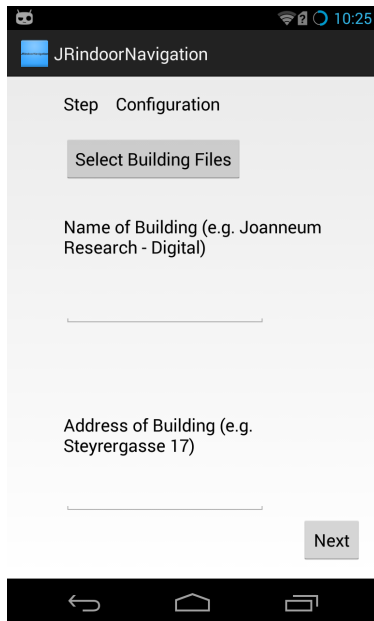 10:25
JRindoorNavigation
Step Configuration
Select Building Files
Name of Building (e.g. Joanneum
Research - Digital)
Address of Building (e.g.
Steyrergasse 17)
Next